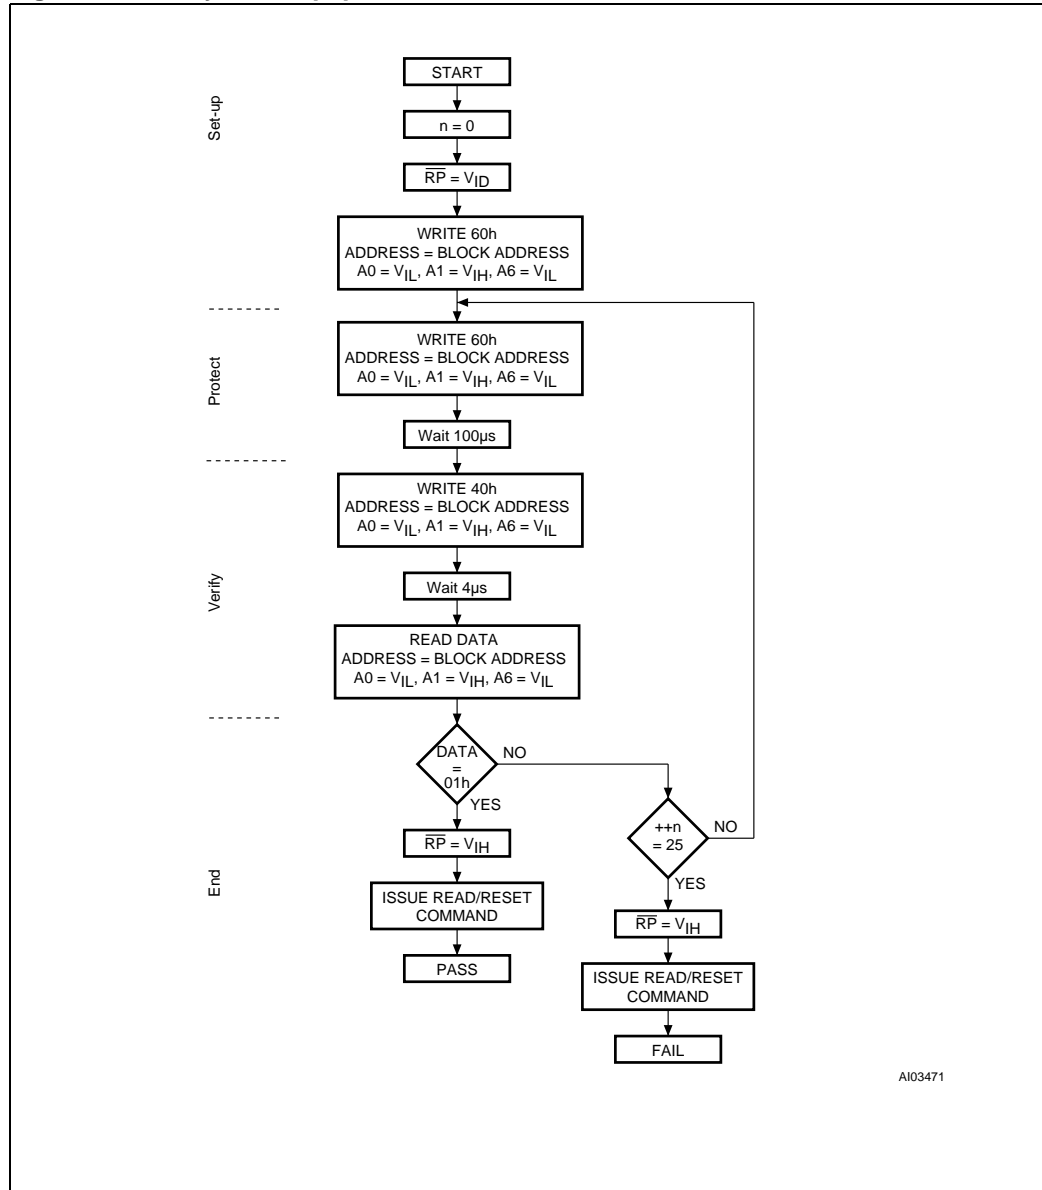 START
Set-up
n = 0
RP = VID
WRITE 60h
ADDRESS = BLOCK ADDRESS
A0 = VIL, A1 = VIH, A6 = VIL
WRITE 60h
ADDRESS = BLOCK ADDRESS
A0 = VIL, A1 = VIH, A6 = VIL
Protect
Wait 100µs
WRITE 40h
ADDRESS = BLOCK ADDRESS
A0 = VIL, A1 = VIH, A6 = VIL
Verify
Wait 4µs
READ DATA
ADDRESS = BLOCK ADDRESS
A0 = VIL, A1 = VIH, A6 = VIL
DATA
=
01h
NO
YES
++n
= 25
NO
YES
End
RP = VIH
ISSUE READ/RESET
COMMAND
PASS
RP = VIH
ISSUE READ/RESET
COMMAND
FAIL
AI03471